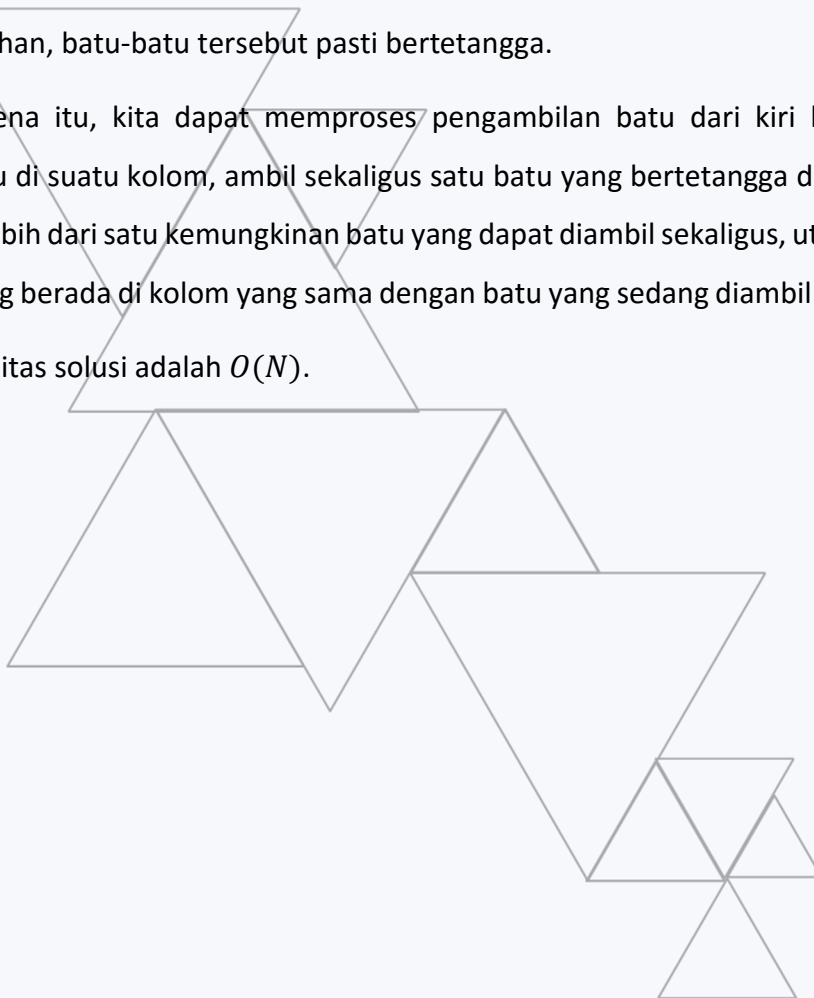 han, batu-batu tersebut pasti bertetangga.
ena itu, kita dapat memproses pengambilan batu dari kiri
u di suatu kolom, ambil sekaligus satu batu yang bertetangga d
bih dari satu kemungkinan batu yang dapat diambil sekaligus, ut
g berada di kolom yang sama dengan batu yang sedang diambil
itas solusi adalah O(N).